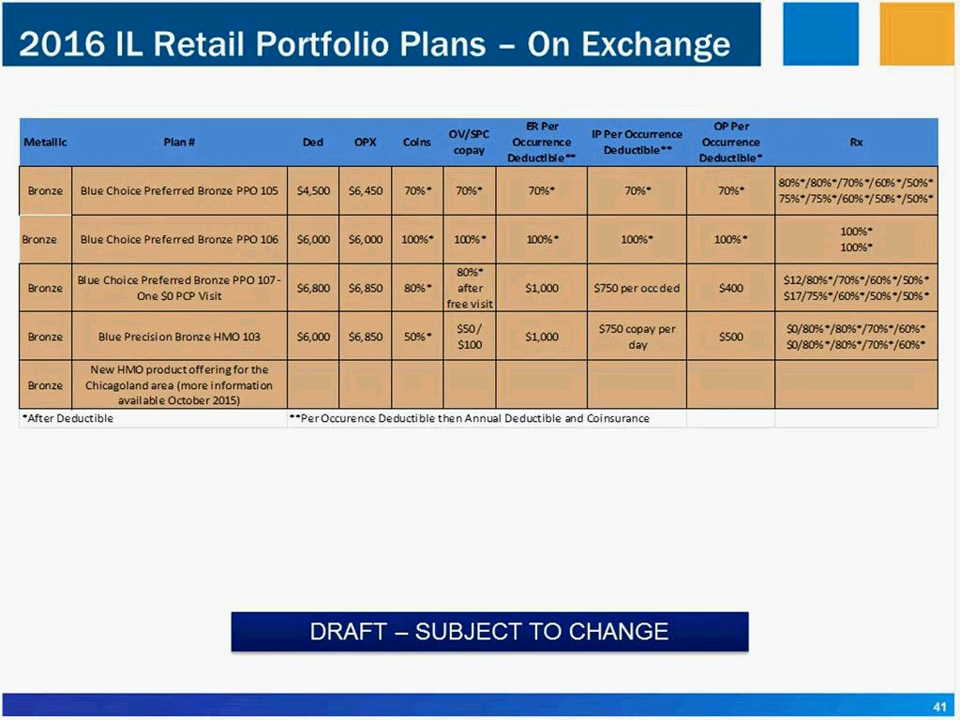 2016 IL Retail Portfolio Plans – On Exchange
Metallic
Plan #
Ded
OPX
Coins
OV/SPC
copay
ER Per
Occurrence
Deductible**
IP Per Occurrence
Deductible**
OP Per
Occurrence
Deductible*
Rx
Bronze
Blue Choice Preferred Bronze PPO 105
$4,500
$6,450
70%*
70%*
70%*
70%*
70%*
80%*/80%*/70%*/60%*/50%*
75%*/75%*/60%*/50%*/50%*
Bronze
Blue Choice Preferred Bronze PPO 106
$6,000
$6,000
100%*
100%*
100%*
100%*
100%*
100%*
100%*
Bronze
Blue Choice Preferred Bronze PPO 107 -
One $0 PCP Visit
$6,800
$6,850
80%*
80%*
after
free visit
$1,000
$750 per occ ded
$400
$12/80%*/70%*/60%*/50%*
$17/75%*/60%*/50%*/50%*
Bronze
Blue Precision Bronze HMO 103
$6,000
$6,850
50%*
$50/
$100
$1,000
$750 copay per
day
$500
$0/80%*/80%*/70%*/60%*
$0/80%*/80%*/70%*/60%*
Bronze
New HMO product offering for the
Chicagoland area (more information
available October 2015)
*After Deductible
**Per Occurence Deductible then Annual Deductible and Coinsurance
DRAFT – SUBJECT TO CHANGE
41